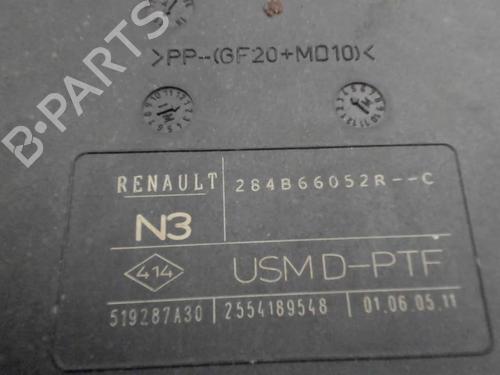 >PP--(GF20+MD10)<
B-PARTS
RENAULT 284B66052R--C
N3
414 USM D-PTF
519287A30 2554189548 01.06.05.11